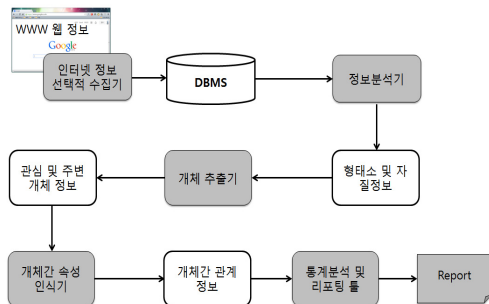 WWW 웹 정보
Google
인터넷 정보
선택적 수집기
DBMS
정보분석기
관심 및 주변
개체 정보
개체 추출기
형태소 및 자
질정보
개체간 속성
인식기
개체간 관계
정보
통계분석 및
리포팅 툴
Report